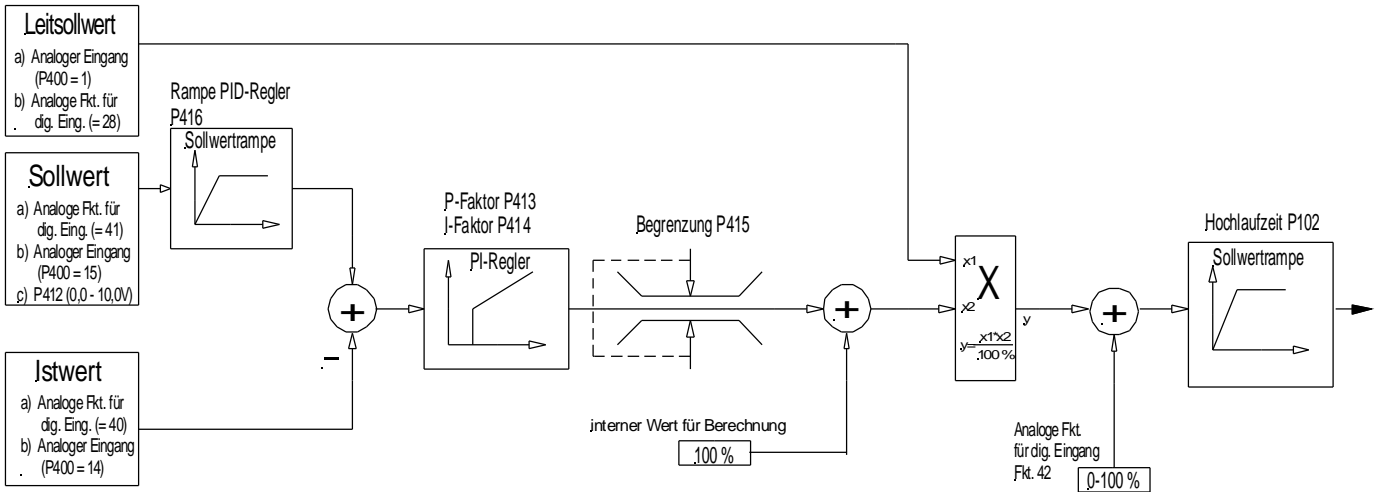 Leitsollwert
a) Analoger Eingang
(P400 = 1)
b) Analoge Fkt. für
dig. Eing. (= 28)
Sollwert
a) Analoge Fkt. für
dig. Eing. (= 41)
b) Analoger Eingang
(P400 = 15)
c) P412 (0,0 - 10,0V)
Istwert
a) Analoge Fkt. für
dig. Eing. (= 40)
b) Analoger Eingang
(P400 = 14)
Rampe PID-Regler
P416
Sollwertrampe
+
−
P-Faktor P413
I-Faktor P414
PI-Regler
Begrenzung P415
+
interner Wert für Berechnung
100 %
x1
X
x2
y= x1*x2
100 %
y
+
Analoge Fkt.
für dig. Eingang
Fkt. 42
0-100 %
Hochlaufzeit P102
Sollwertrampe